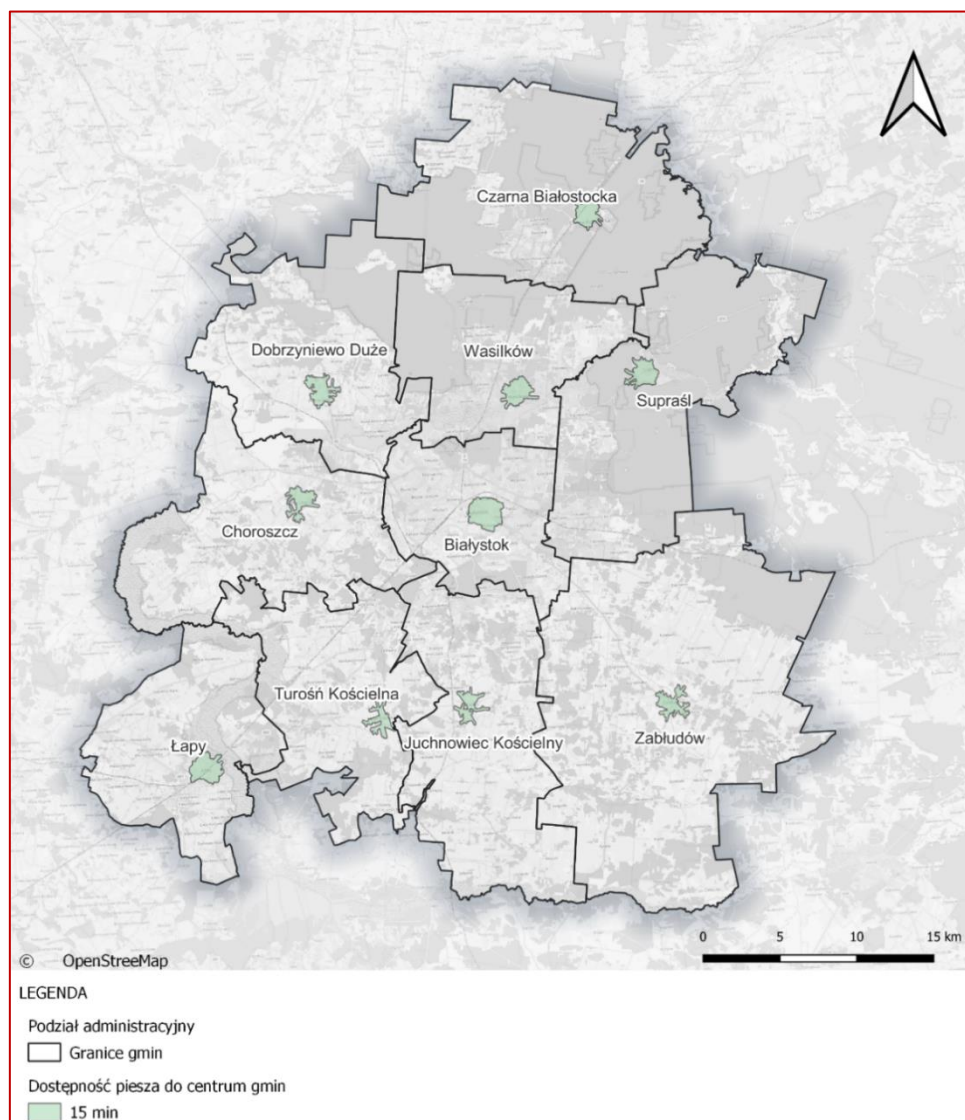 Czarna Białostocka
Dobrzyniewo Duże
Wasilków
Supraśl
Choroszcz
Białystok
Turośń Kościelna
Juchnowiec Kościelny
Zabłudów
Łapy
0 5 10 15 km
© OpenStreetMap
LEGENDA
Podział administracyjny
Granice gmin
Dostępność piesza do centrum gmin
15 min